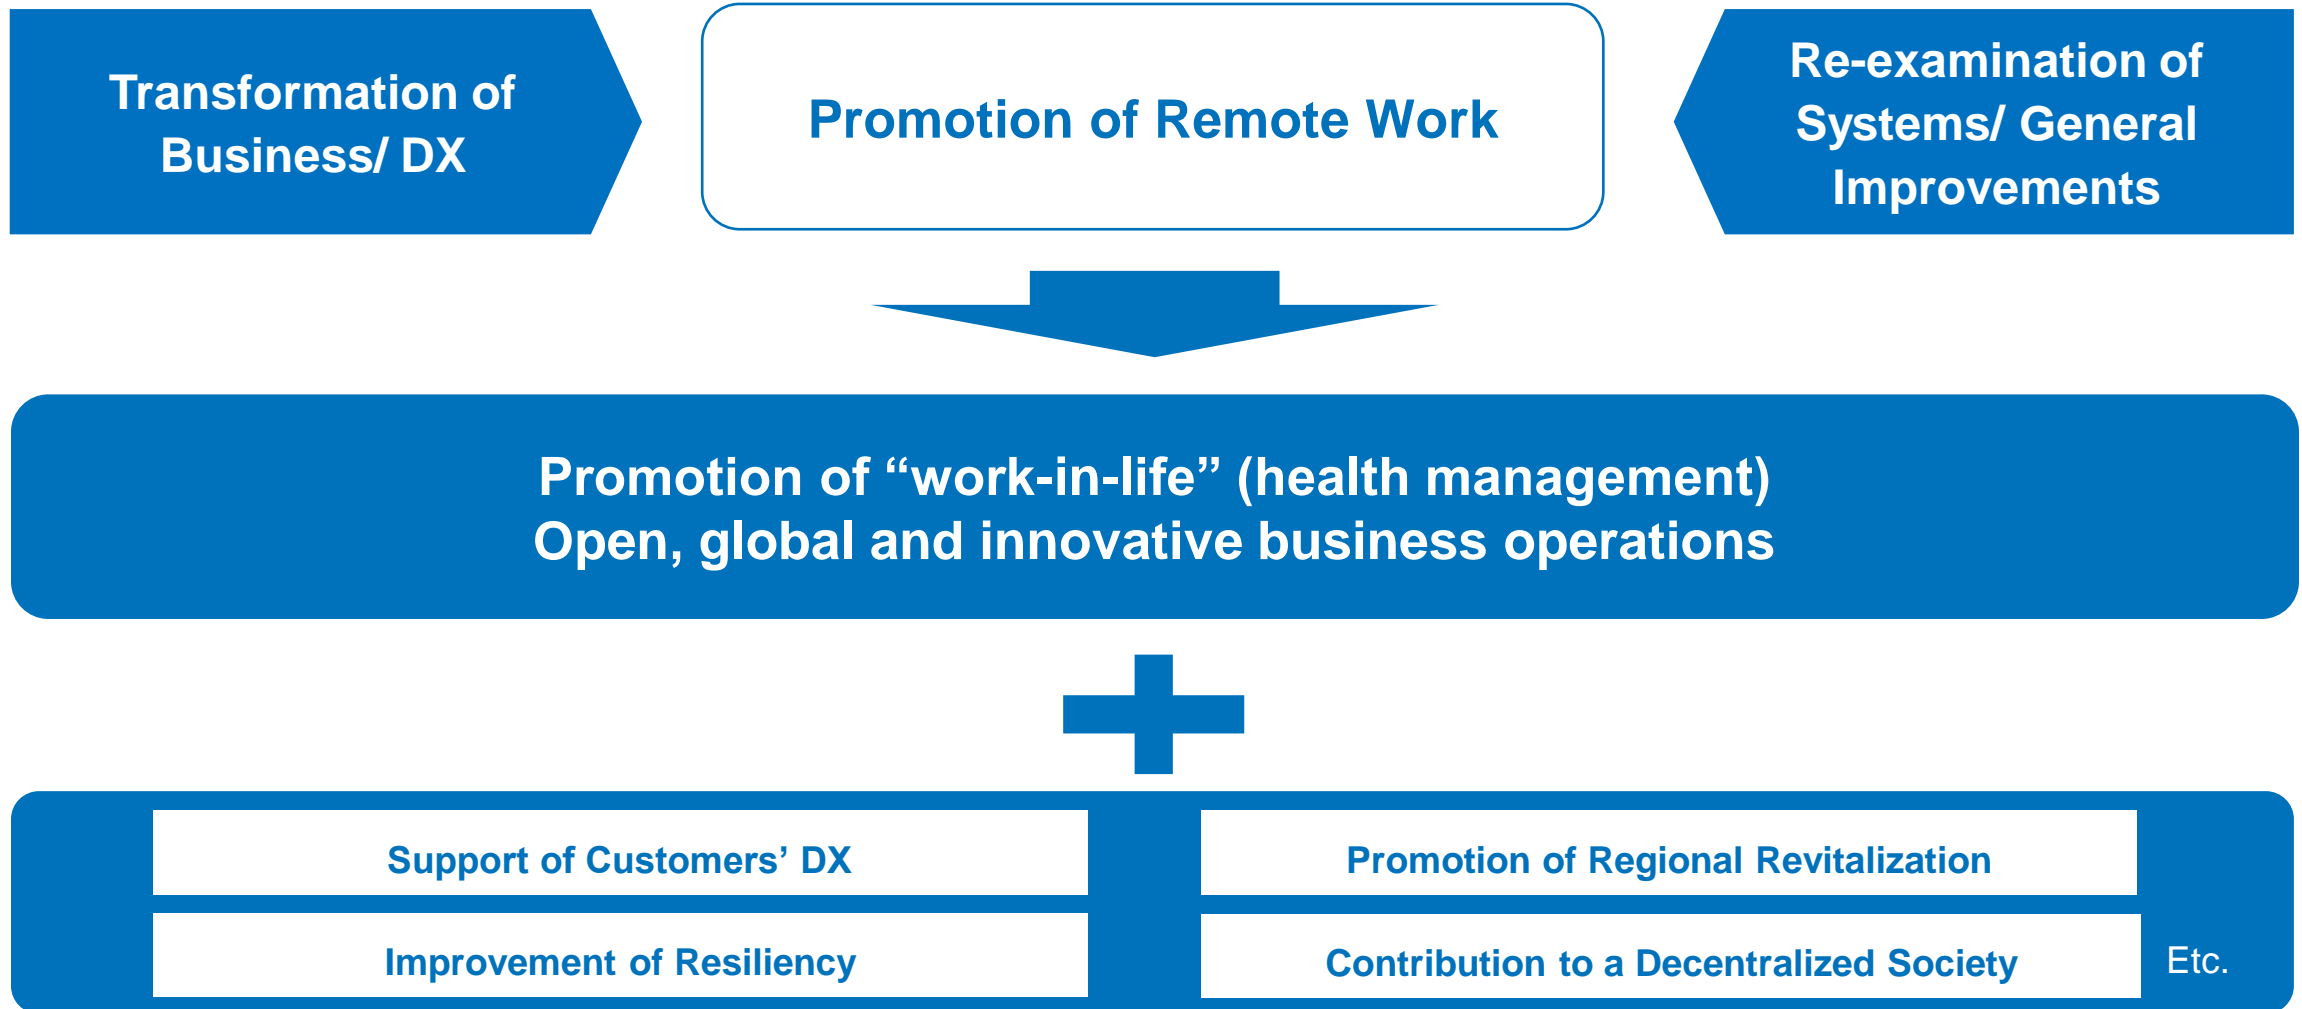 Transformation of
Business/ DX
Promotion of Remote Work
Re-examination of
Systems/ General
Improvements
Promotion of “work-in-life” (health management)
Open, global and innovative business operations
Support of Customers’ DX
Promotion of Regional Revitalization
Improvement of Resiliency
Contribution to a Decentralized Society
Etc.